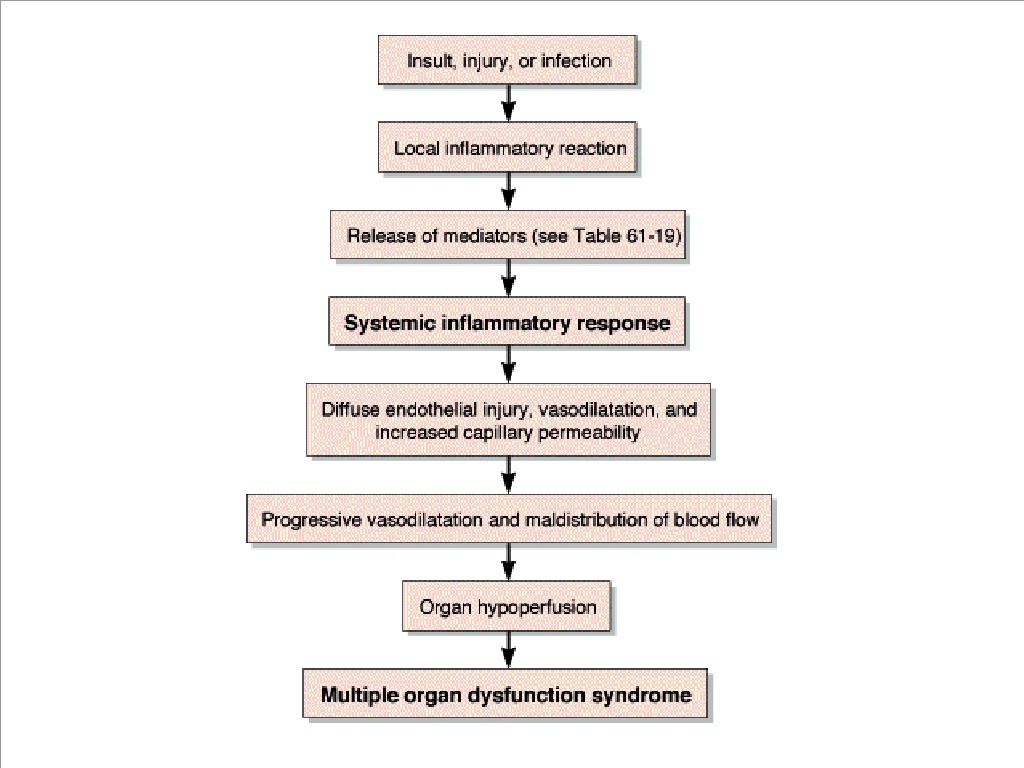 Insult, injury, or infection
Local inflammatory reaction
Release of mediators (see Table 61-19)
Systemic inflammatory response
Diffuse endothelial injury, vasodilatation, and
increased capillary permeability
Progressive vasodilatation and maldistribution of blood flow
Organ hypoperfusion
Multiple organ dysfunction syndrome